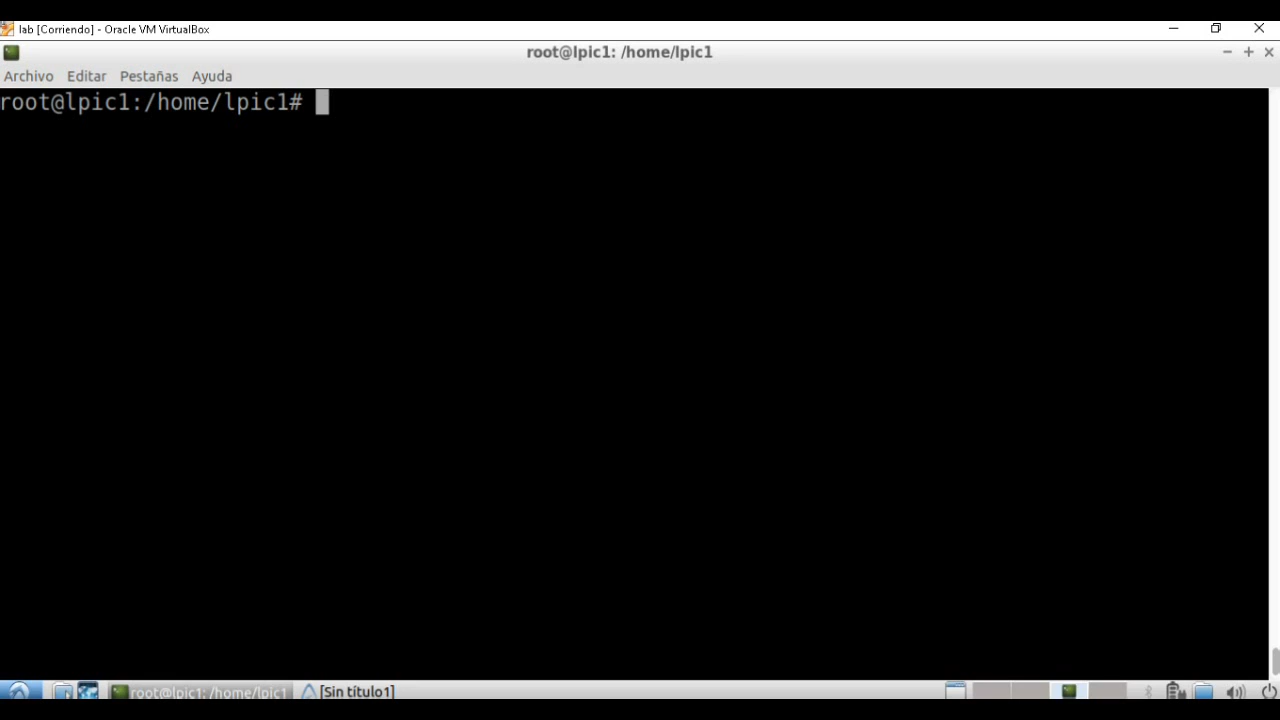 lab [Corriendo] - Oracle VM VirtualBox
root@lpic1: /home/lpic1
Archivo Editar Pestañas Ayuda
root@lpic1:/home/lpic1#
root@lpic1: /home/lpic1
[Sin título1]